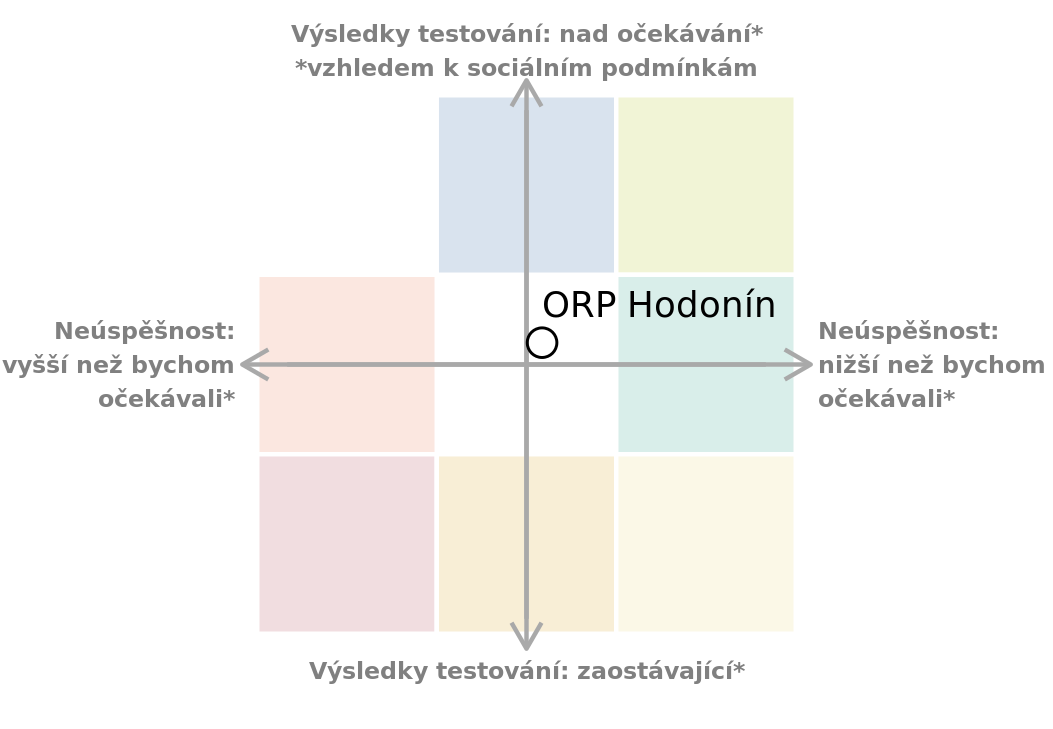 Výsledky testování: nad očekávání*
*vzhledem k sociálním podmínkám
ORP Hodonín
Neúspěšnost:
vyšší než bychom
očekávali*
Neúspěšnost:
nižší než bychom
očekávali*
Výsledky testování: zaostávající*